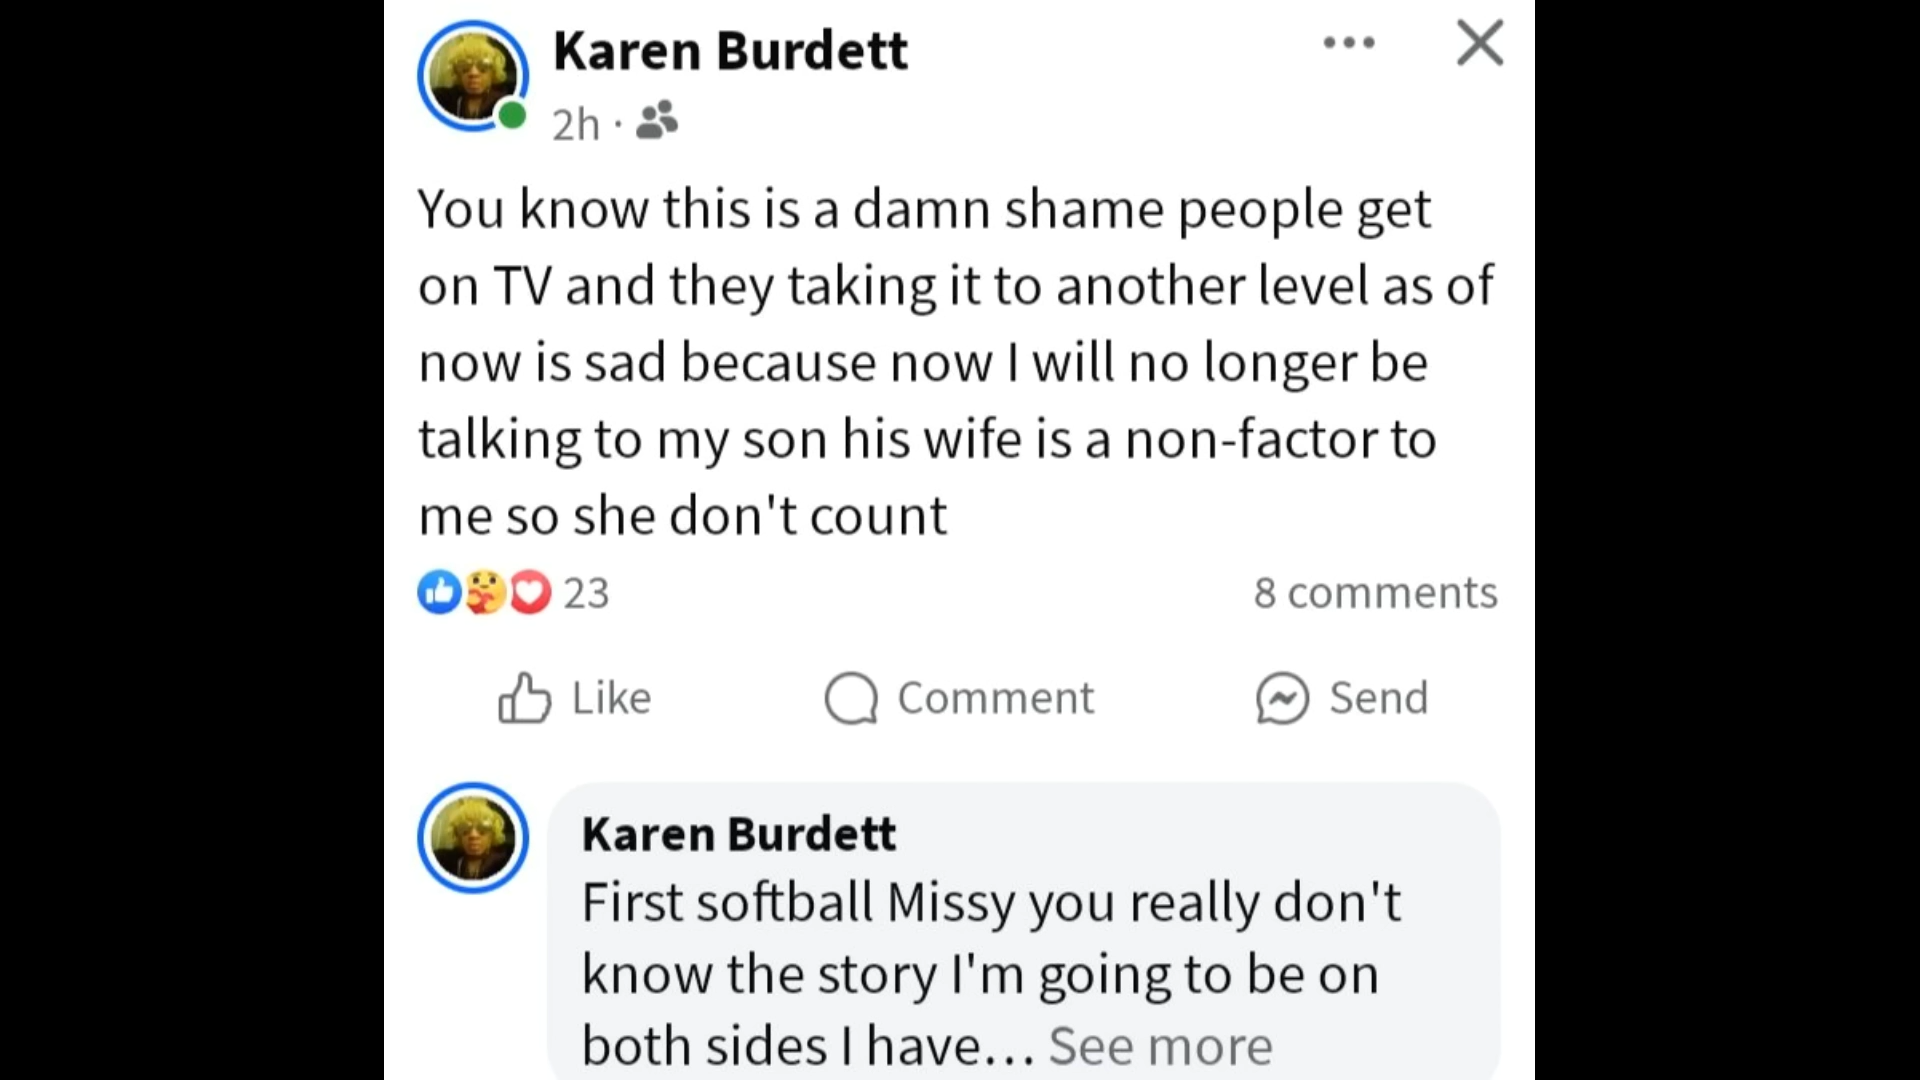 Karen Burdett
2h ·
You know this is a damn shame people get
on TV and they taking it to another level as of
now is sad because now I will no longer be
talking to my son his wife is a non-factor to
me so she don't count
23
8 comments
Like
Comment
Send
Karen Burdett
First softball Missy you really don't
know the story I'm going to be on
both sides I have... See more